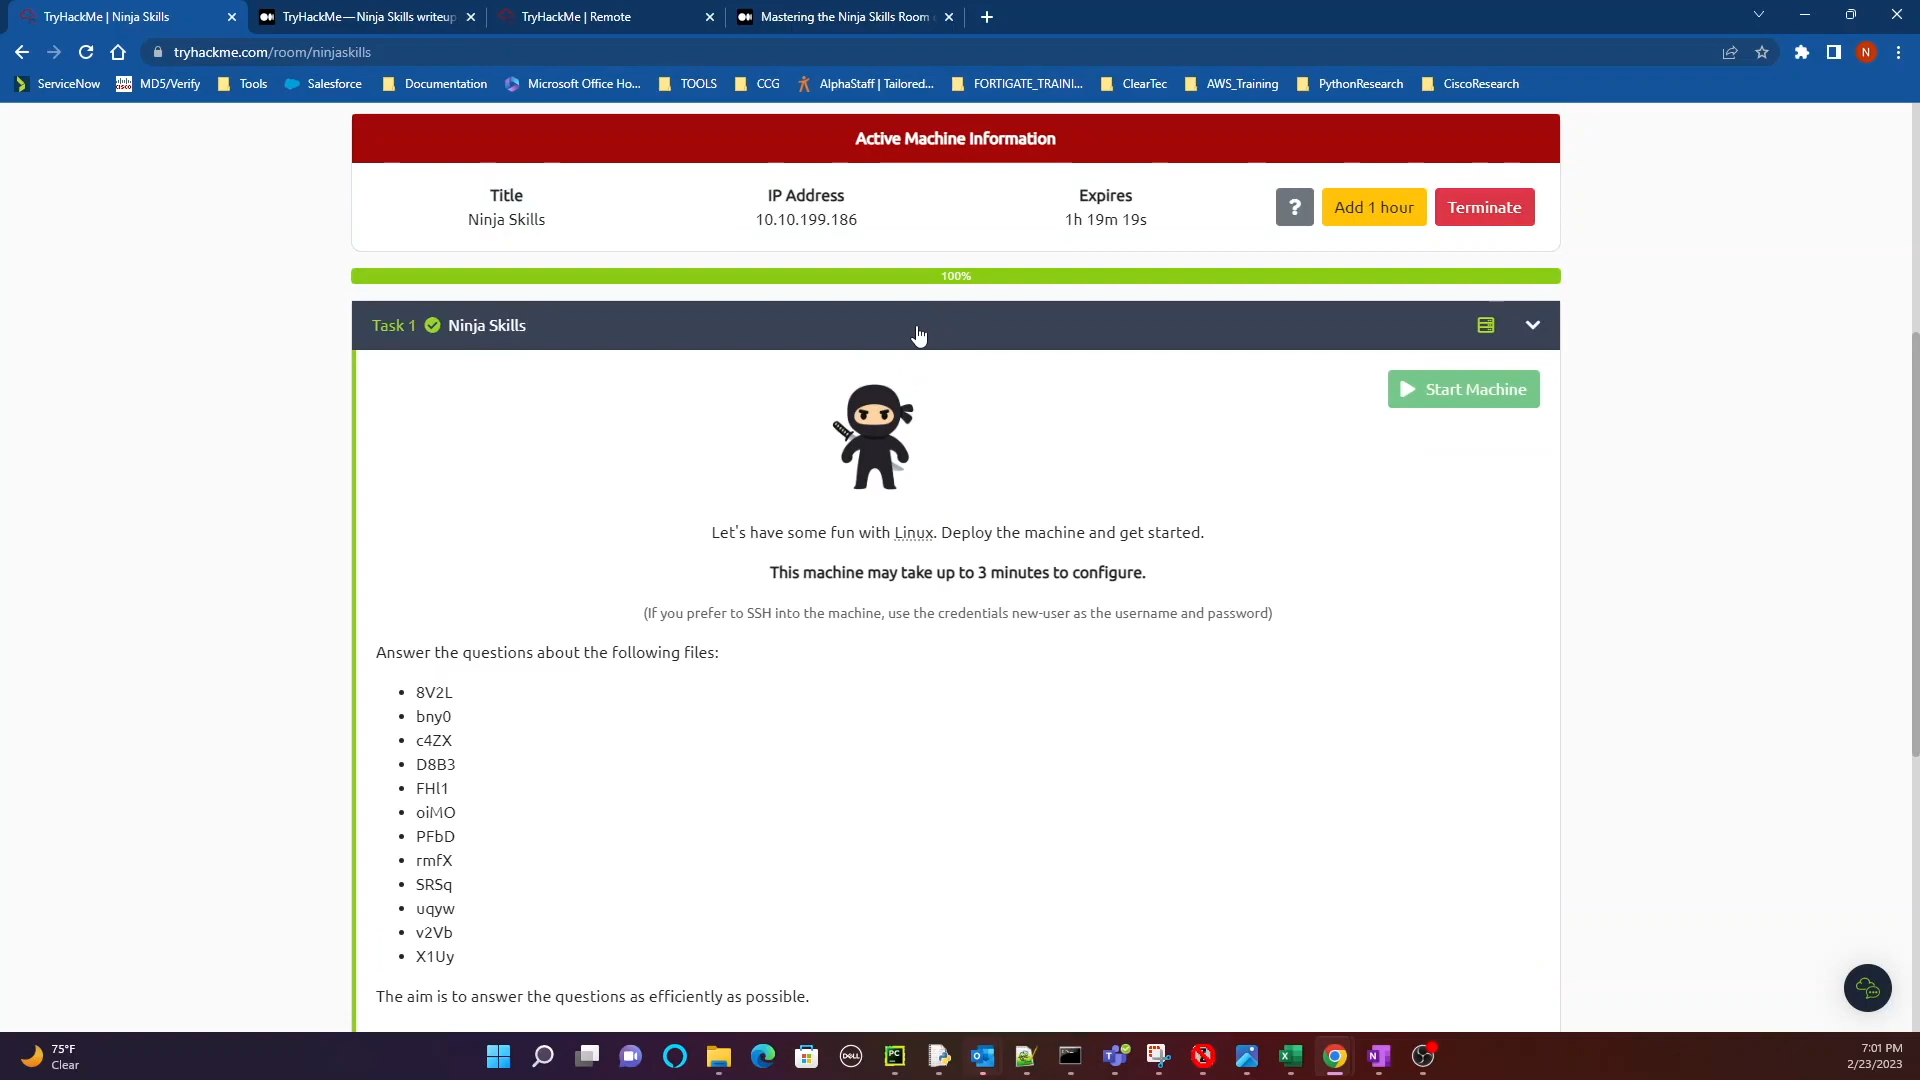 TryHackMe | Ninja Skills
TryHackMe — Ninja Skills writeup
TryHackMe | Remote
Mastering the Ninja Skills Room
tryhackme.com/room/ninjaskills
N
ServiceNow
MD5/Verify
Tools
Salesforce
Documentation
Microsoft Office Ho...
TOOLS
CCG
AlphaStaff | Tailored...
FORTIGATE_TRAINI...
ClearTec
AWS_Training
PythonResearch
CiscoResearch
Active Machine Information
Title
IP Address
Expires
Ninja Skills
10.10.199.186
1h 19m 19s
?
Add 1 hour
Terminate
100%
Task 1 Ninja Skills
Start Machine
Let's have some fun with Linux. Deploy the machine and get started.
This machine may take up to 3 minutes to configure.
(If you prefer to SSH into the machine, use the credentials new-user as the username and password)
Answer the questions about the following files:
• 8V2L
• bny0
• c4ZX
• D8B3
• FHl1
• oiMO
• PFbD
• rmfX
• SRSq
• uqyw
• v2Vb
• X1Uy
The aim is to answer the questions as efficiently as possible.
75°F
Clear
7:01 PM
2/23/2023